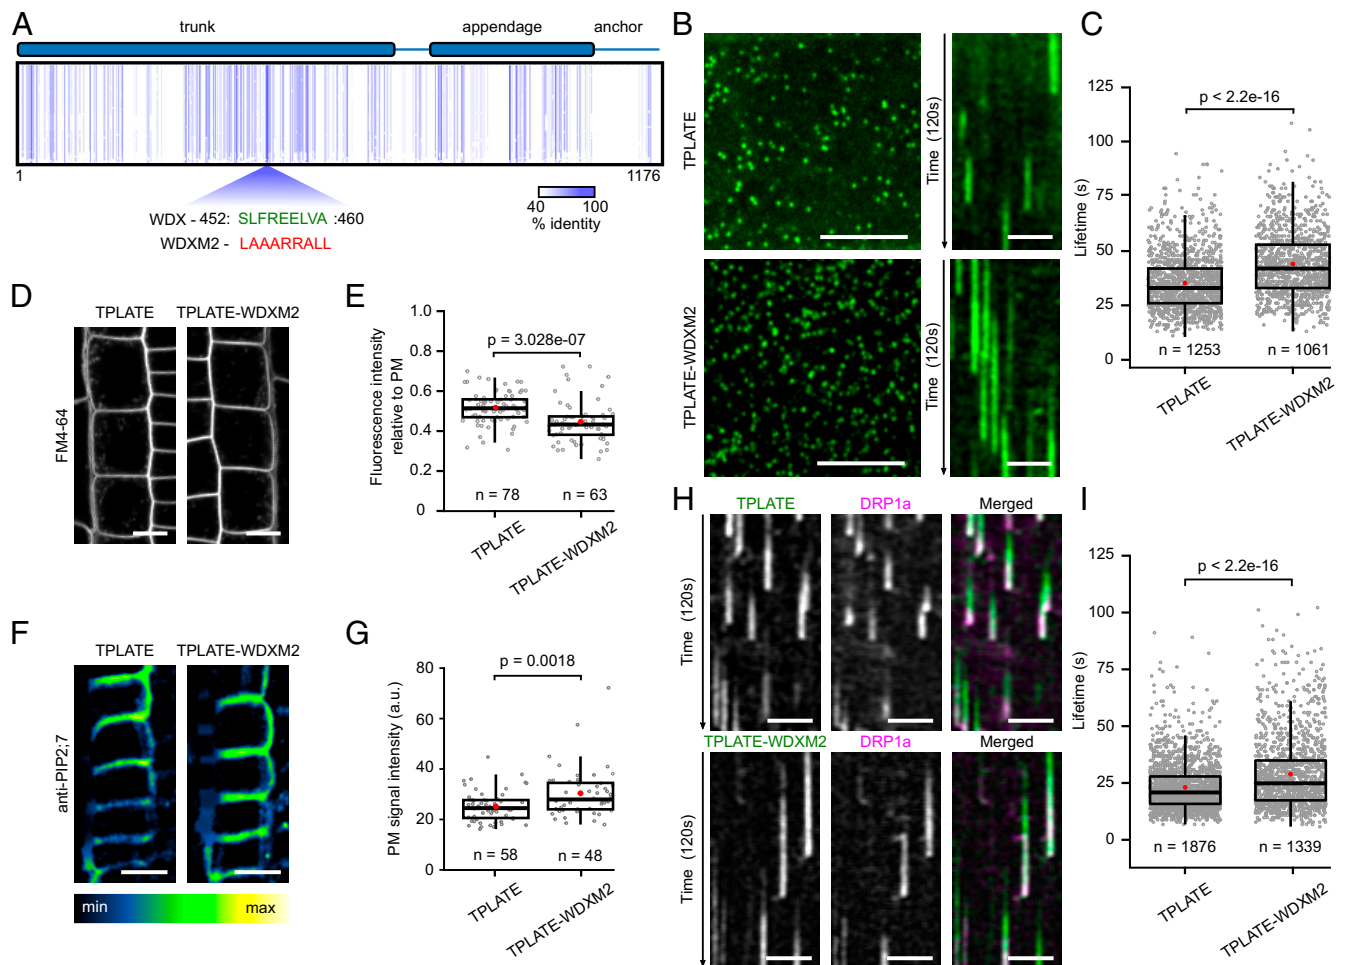 A
trunk
appendage
anchor
1
1176
WDX - 452: SLFREELVA :460
WDXM2 - LAAARRALL
40
100
% identity
B
TPLATE
Time (120s)
TPLATE-WDXM2
Time (120s)
C
125
100
75
50
25
0
Lifetime (s)
p < 2.2e-16
n = 1253
n = 1061
TPLATE
TPLATE-WDXM2
D
TPLATE
TPLATE-WDXM2
FM4-64
E
1.0
0.8
0.6
0.4
0.2
0
Fluorescence intensity
relative to PM
p = 3.028e-07
n = 78
n = 63
TPLATE
TPLATE-WDXM2
F
TPLATE
TPLATE-WDXM2
anti-PIP2;7
min
max
G
80
60
40
20
0
PM signal intensity (a.u.)
p = 0.0018
n = 58
n = 48
TPLATE
TPLATE-WDXM2
H
TPLATE
DRP1a
Merged
Time (120s)
TPLATE-WDXM2
DRP1a
Merged
Time (120s)
I
125
100
75
50
25
0
Lifetime (s)
p < 2.2e-16
n = 1876
n = 1339
TPLATE
TPLATE-WDXM2